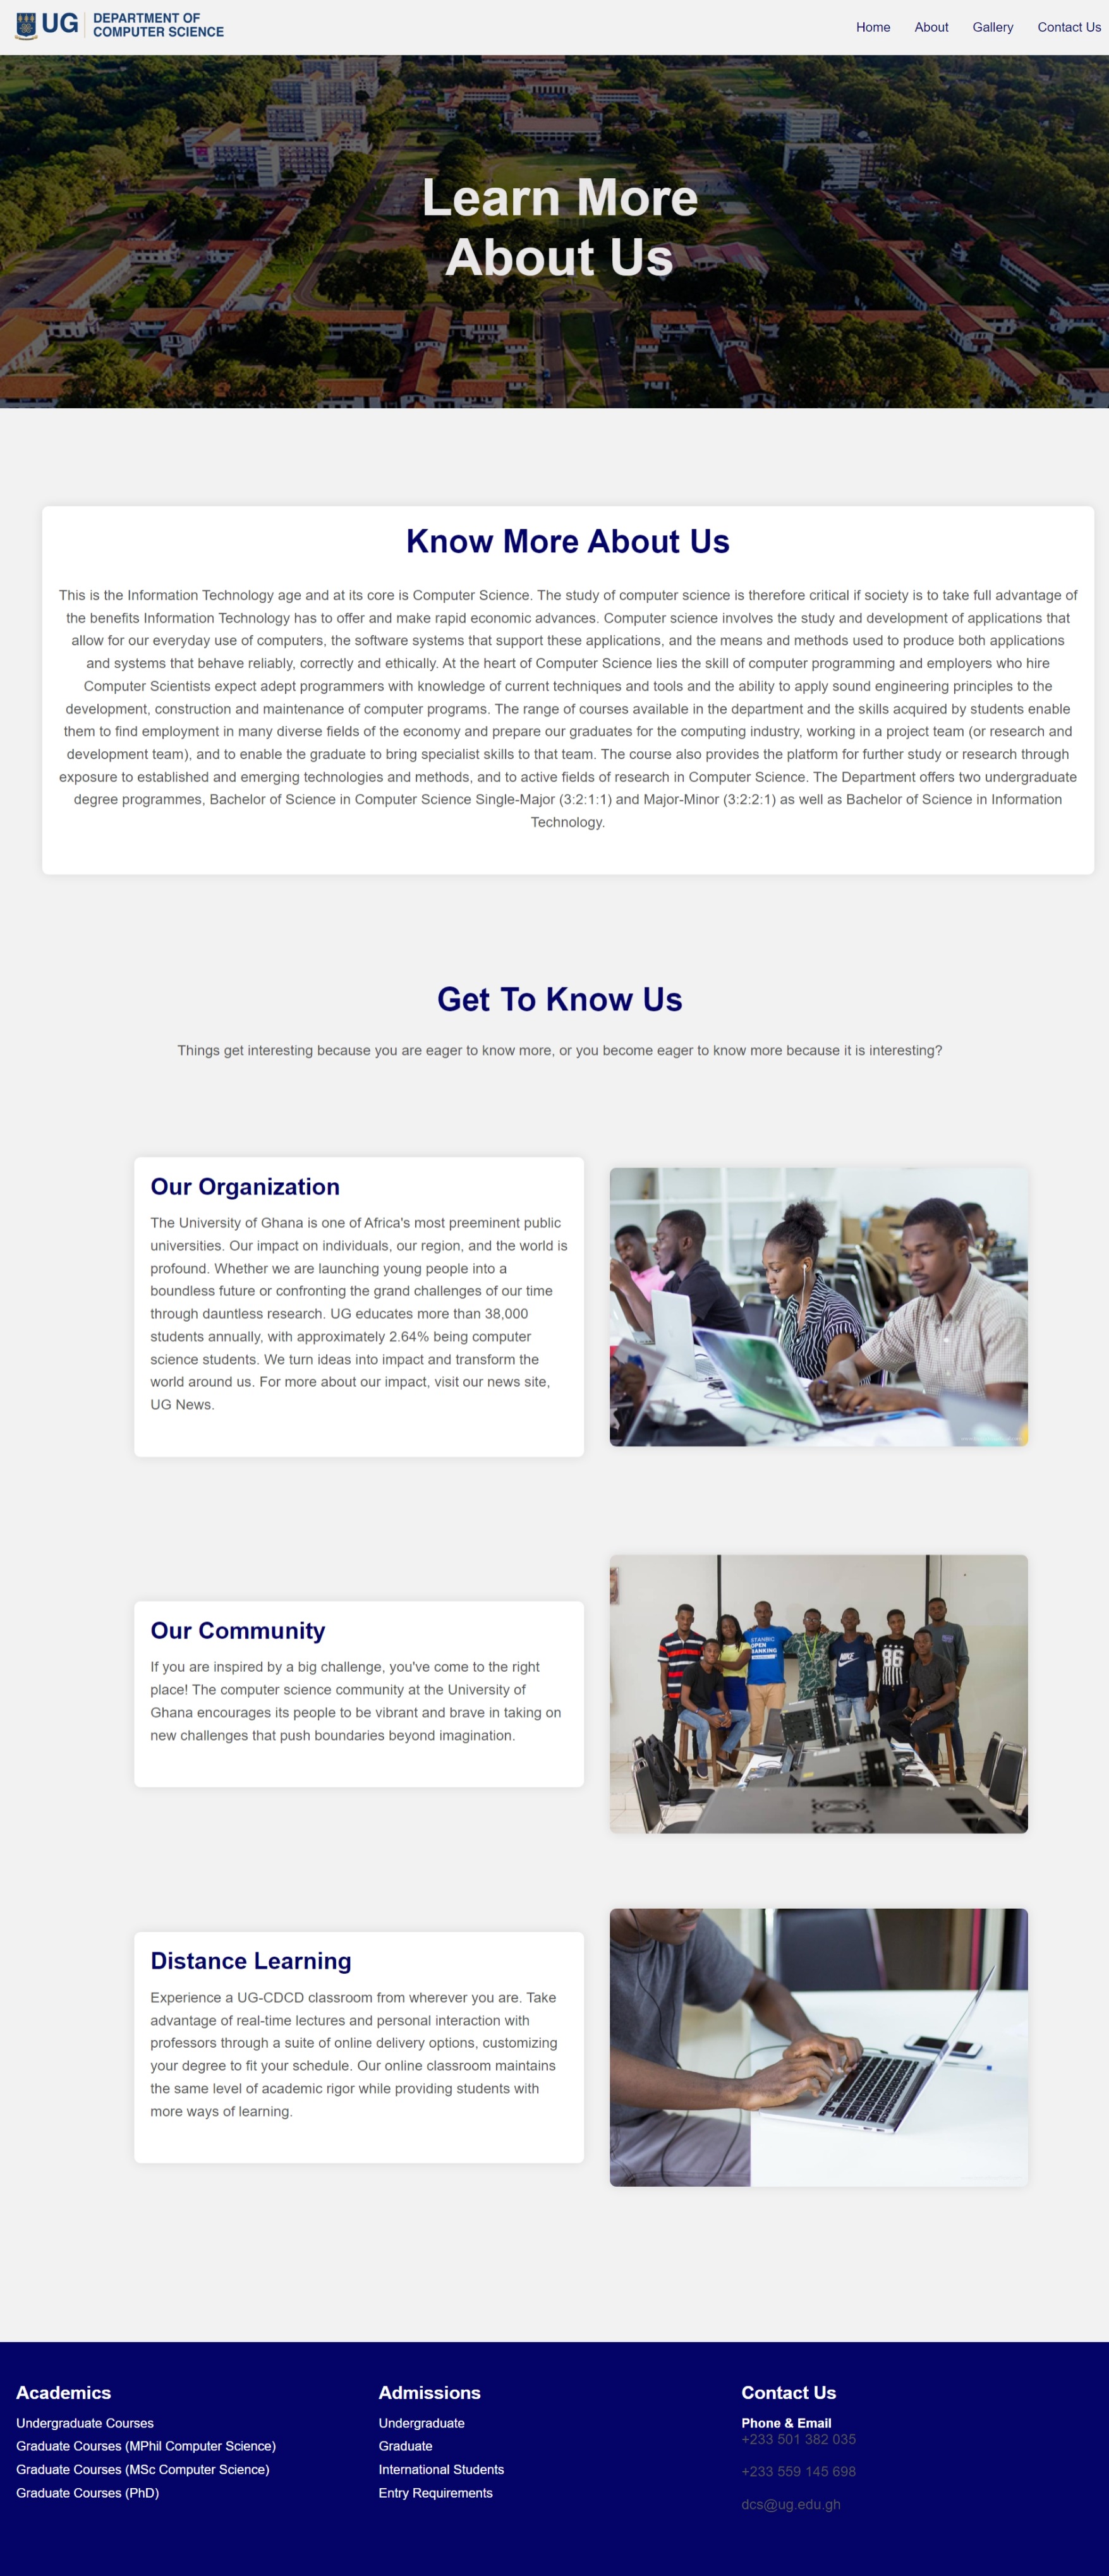 UG
DEPARTMENT OF
COMPUTER SCIENCE
Home About Gallery Contact Us
Learn More
About Us
Know More About Us
This is the Information Technology age and at its core is Computer Science. The study of computer science is therefore critical if society is to take full advantage of
the benefits Information Technology has to offer and make rapid economic advances. Computer science involves the study and development of applications that
allow for our everyday use of computers, the software systems that support these applications, and the means and methods used to produce both applications
and systems that behave reliably, correctly and ethically. At the heart of Computer Science lies the skill of computer programming and employers who hire
Computer Scientists expect adept programmers with knowledge of current techniques and tools and the ability to apply sound engineering principles to the
development, construction and maintenance of computer programs. The range of courses available in the department and the skills acquired by students enable
them to find employment in many diverse fields of the economy and prepare our graduates for the computing industry, working in a project team (or research and
development team), and to enable the graduate to bring specialist skills to that team. The course also provides the platform for further study or research through
exposure to established and emerging technologies and methods, and to active fields of research in Computer Science. The Department offers two undergraduate
degree programmes, Bachelor of Science in Computer Science Single-Major (3:2:1:1) and Major-Minor (3:2:2:1) as well as Bachelor of Science in Information
Technology.
Get To Know Us
Things get interesting because you are eager to know more, or you become eager to know more because it is interesting?
Our Organization
The University of Ghana is one of Africa's most preeminent public
universities. Our impact on individuals, our region, and the world is
profound. Whether we are launching young people into a
boundless future or confronting the grand challenges of our time
through dauntless research. UG educates more than 38,000
students annually, with approximately 2.64% being computer
science students. We turn ideas into impact and transform the
world around us. For more about our impact, visit our news site,
UG News.
Our Community
If you are inspired by a big challenge, you've come to the right
place! The computer science community at the University of
Ghana encourages its people to be vibrant and brave in taking on
new challenges that push boundaries beyond imagination.
STANBIC
OPEN
BANKING
NIKE
86
Distance Learning
Experience a UG-CDCD classroom from wherever you are. Take
advantage of real-time lectures and personal interaction with
professors through a suite of online delivery options, customizing
your degree to fit your schedule. Our online classroom maintains
the same level of academic rigor while providing students with
more ways of learning.
Academics
Undergraduate Courses
Graduate Courses (MPhil Computer Science)
Graduate Courses (MSc Computer Science)
Graduate Courses (PhD)
Admissions
Undergraduate
Graduate
International Students
Entry Requirements
Contact Us
Phone & Email
+233 501 382 035
+233 559 145 698
dcs@ug.edu.gh